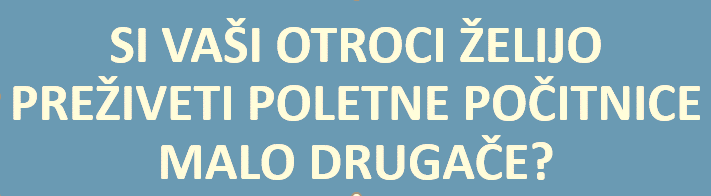 SI VAŠI OTROCI ŽELIJO
PREŽIVETI POLETNE POČITNICE
MALO DRUGAČE?